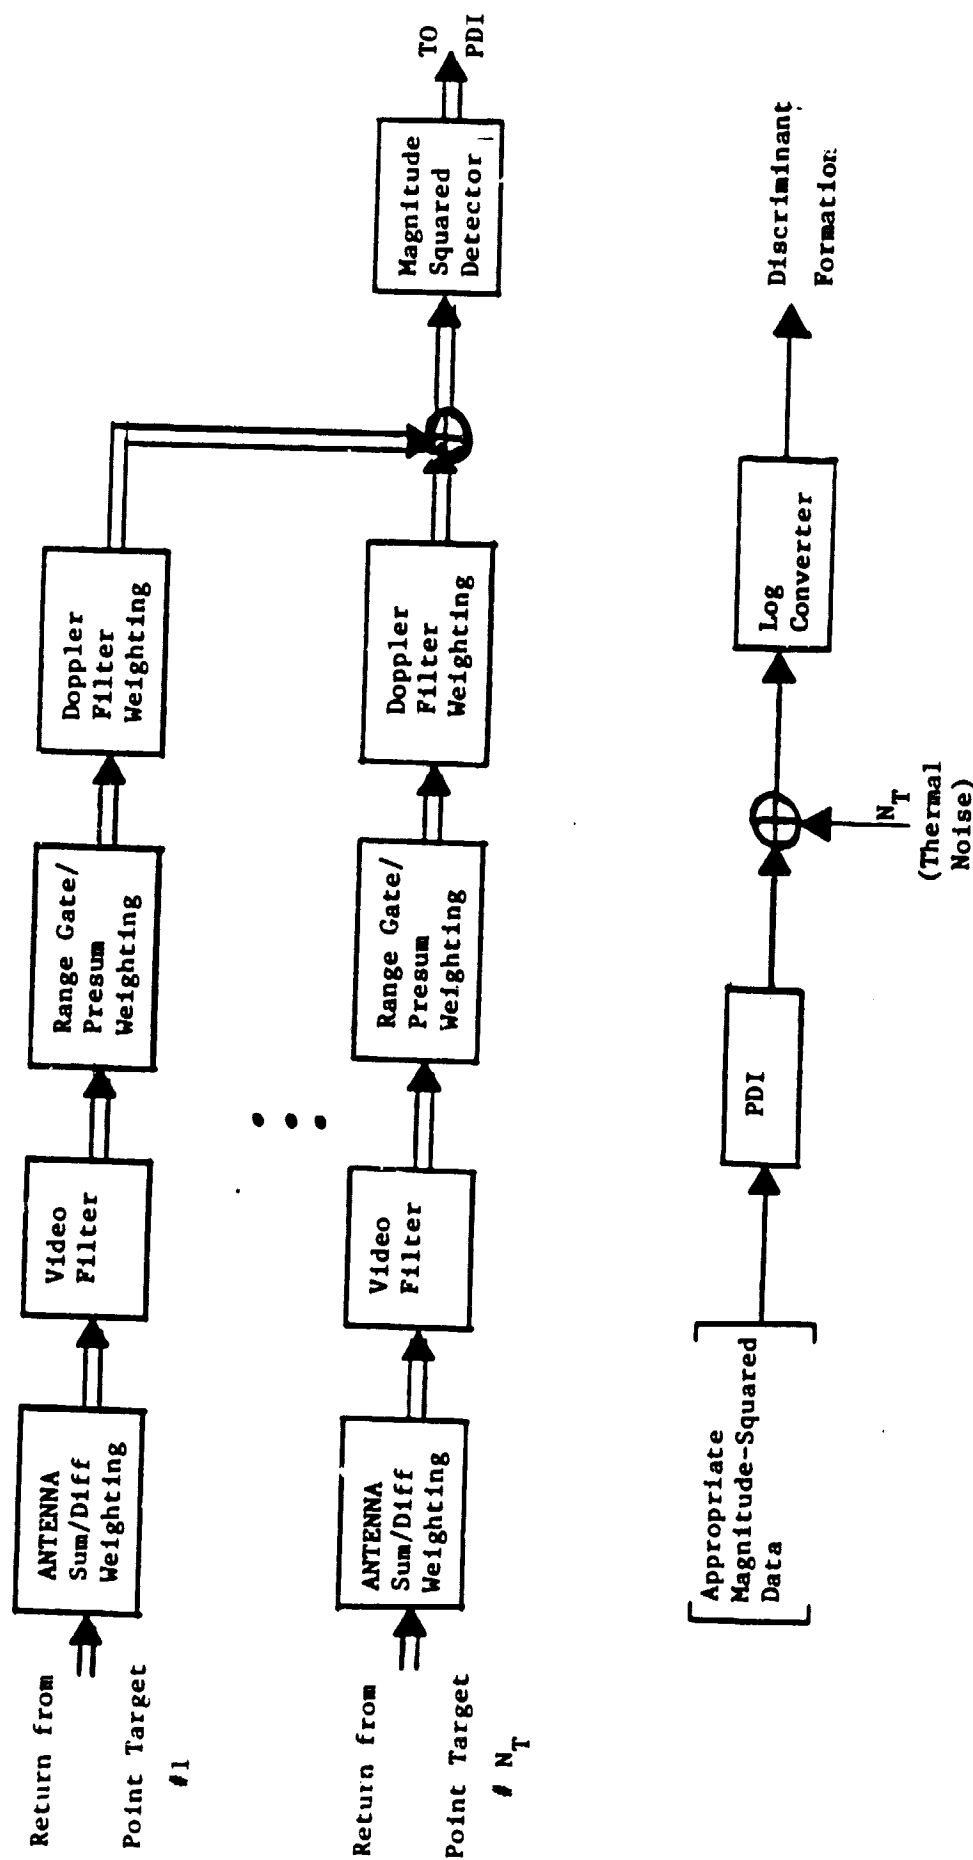 Return from
Point Target
#1
ANTENNA
Sum/Diff
Weighting
Video
Filter
Range Gate/
Presum
Weighting
Doppler
Filter
Weighting
Return from
Point Target
# N_T
ANTENNA
Sum/Diff
Weighting
Video
Filter
Range Gate/
Presum
Weighting
Doppler
Filter
Weighting
Magnitude
Squared
Detector
TO
PDI
Appropriate
Magnitude-Squared
Data
PDI
N_T
(Thermal
Noise)
Log
Converter
Discriminant
Formation